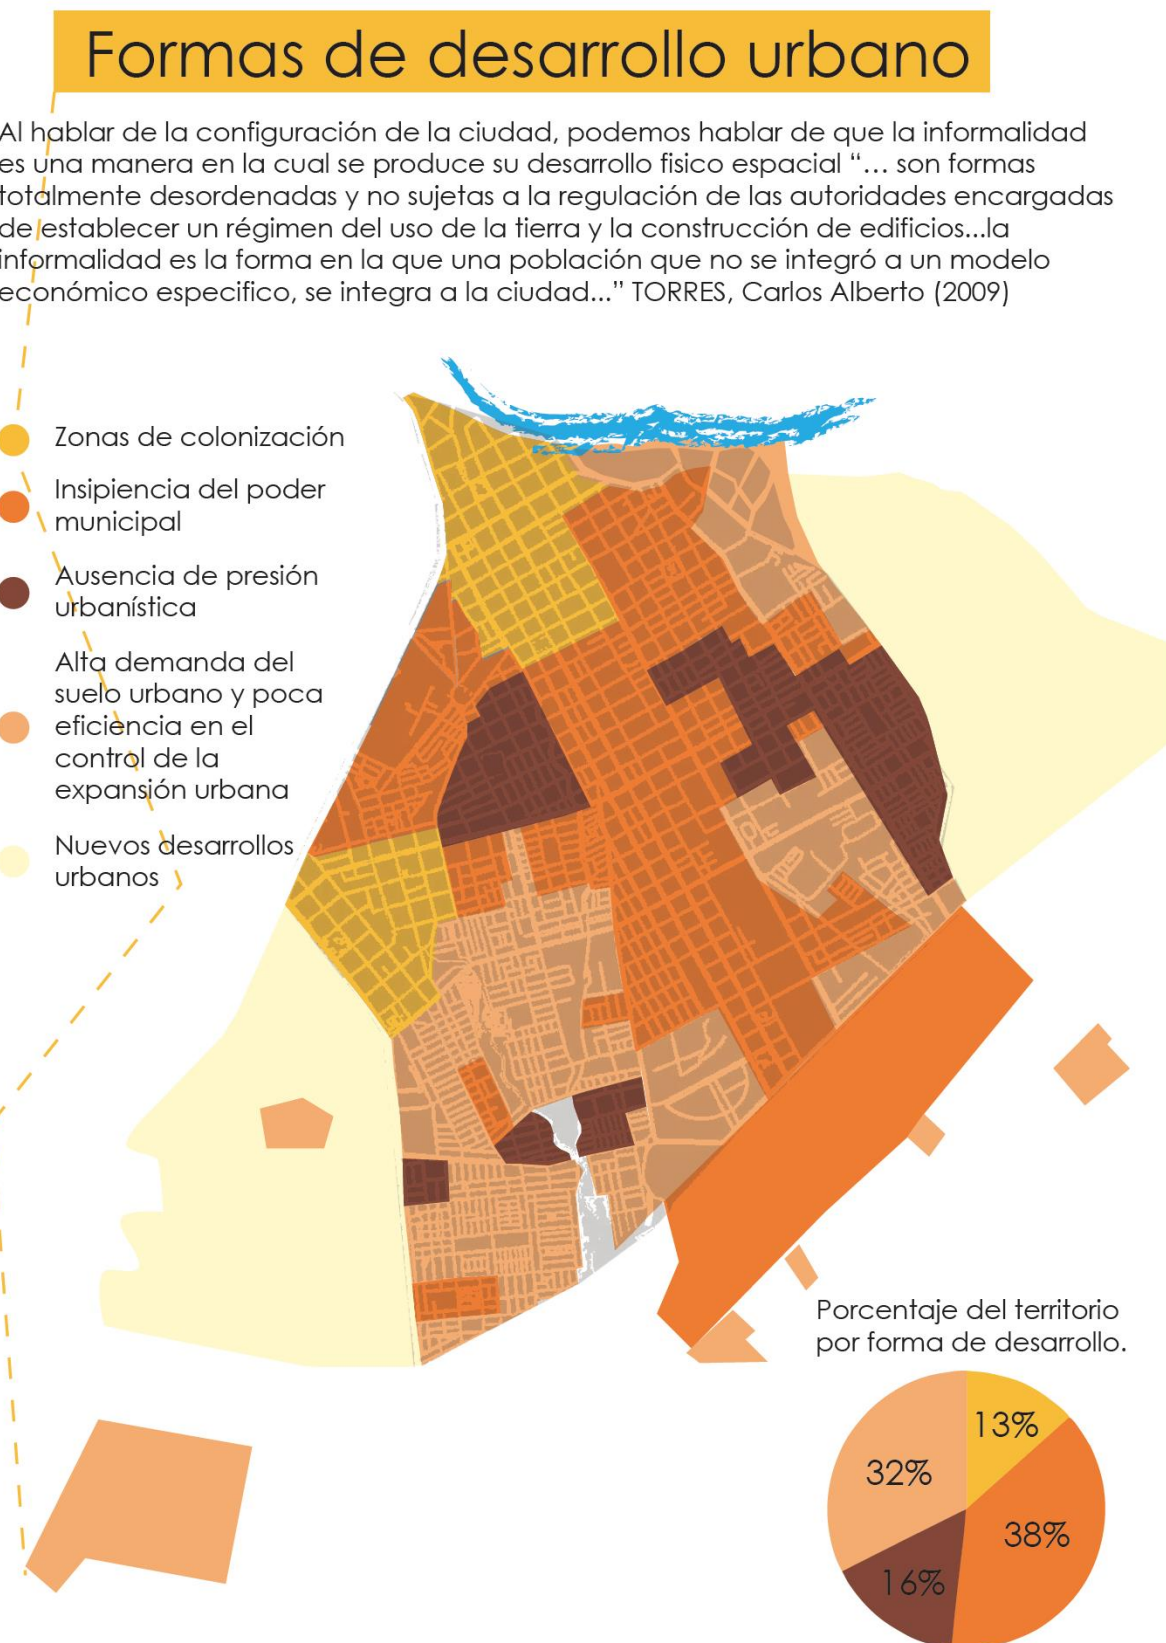 Formas de desarrollo urbano
Al hablar de la configuración de la ciudad, podemos hablar de que la informalidad
es una manera en la cual se produce su desarrollo fisico espacial “... son formas
totalmente desordenadas y no sujetas a la regulación de las autoridades encargadas
de establecer un régimen del uso de la tierra y la construcción de edificios...la
informalidad es la forma en la que una población que no se integró a un modelo
económico especifico, se integra a la ciudad...” TORRES, Carlos Alberto (2009)
Zonas de colonización
Insipiencia del poder
municipal
Ausencia de presión
urbanística
Alta demanda del
suelo urbano y poca
eficiencia en el
control de la
expansión urbana
Nuevos desarrollos
urbanos
Porcentaje del territorio
por forma de desarrollo.
13%
32%
38%
16%